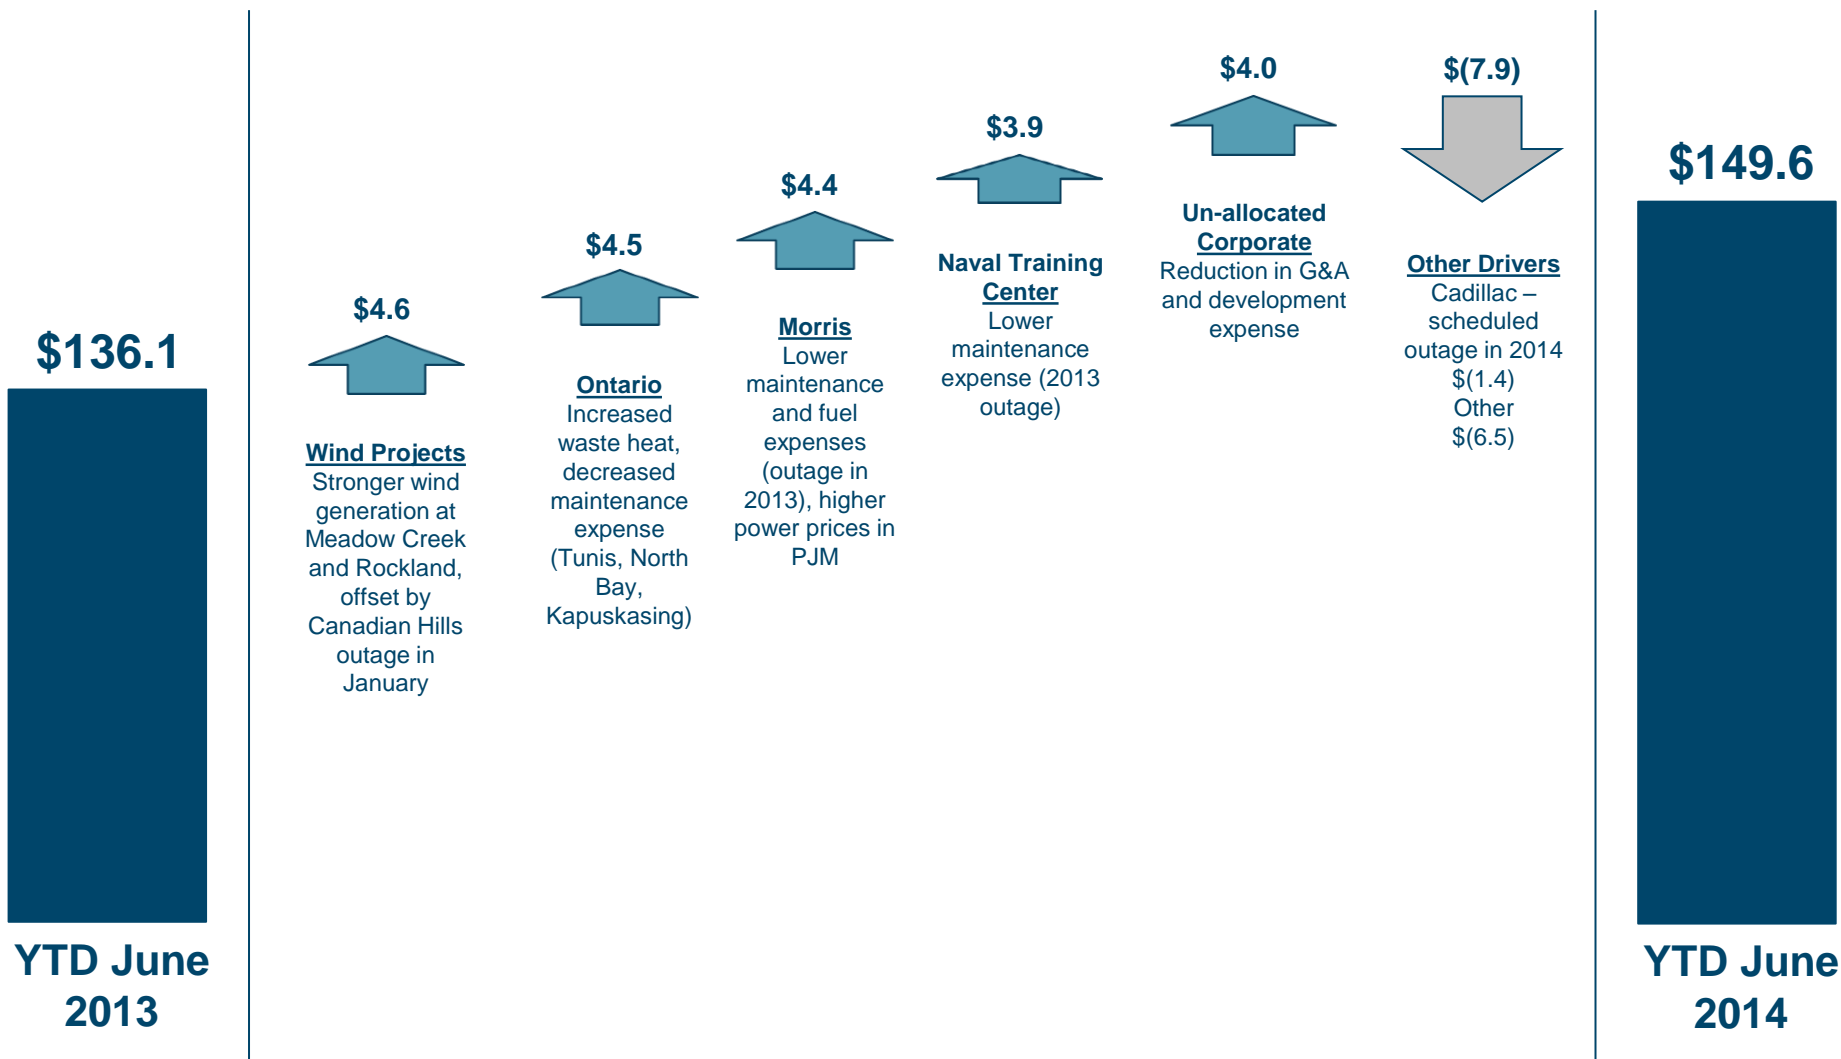 $136.1
YTD June
2013
$4.6
Wind Projects
Stronger wind
generation at
Meadow Creek
and Rockland,
offset by
Canadian Hills
outage in
January
$4.5
Ontario
Increased
waste heat,
decreased
maintenance
expense
(Tunis, North
Bay,
Kapuskasing)
$4.4
Morris
Lower
maintenance
and fuel
expenses
(outage in
2013), higher
power prices in
PJM
$3.9
Naval Training
Center
Lower
maintenance
expense (2013
outage)
$4.0
Un-allocated
Corporate
Reduction in G&A
and development
expense
$(7.9)
Other Drivers
Cadillac –
scheduled
outage in 2014
$(1.4)
Other
$(6.5)
$149.6
YTD June
2014